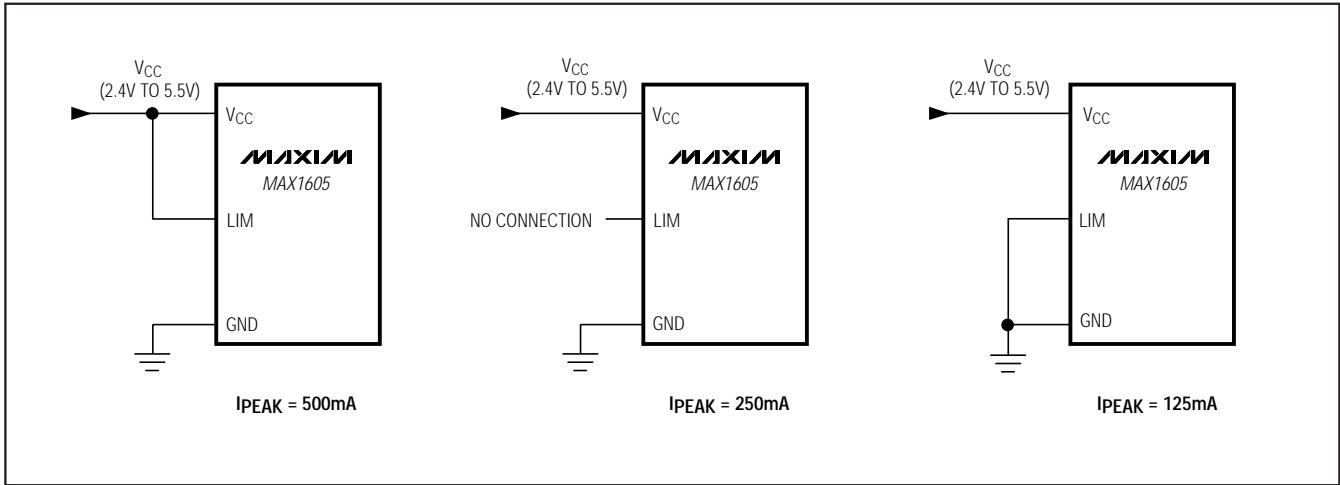 VCC
(2.4V TO 5.5V)
VCC
MAXIM
MAX1605
LIM
GND
IPEAK = 500mA
VCC
(2.4V TO 5.5V)
VCC
MAXIM
MAX1605
NO CONNECTION
LIM
GND
IPEAK = 250mA
VCC
(2.4V TO 5.5V)
VCC
MAXIM
MAX1605
LIM
GND
IPEAK = 125mA